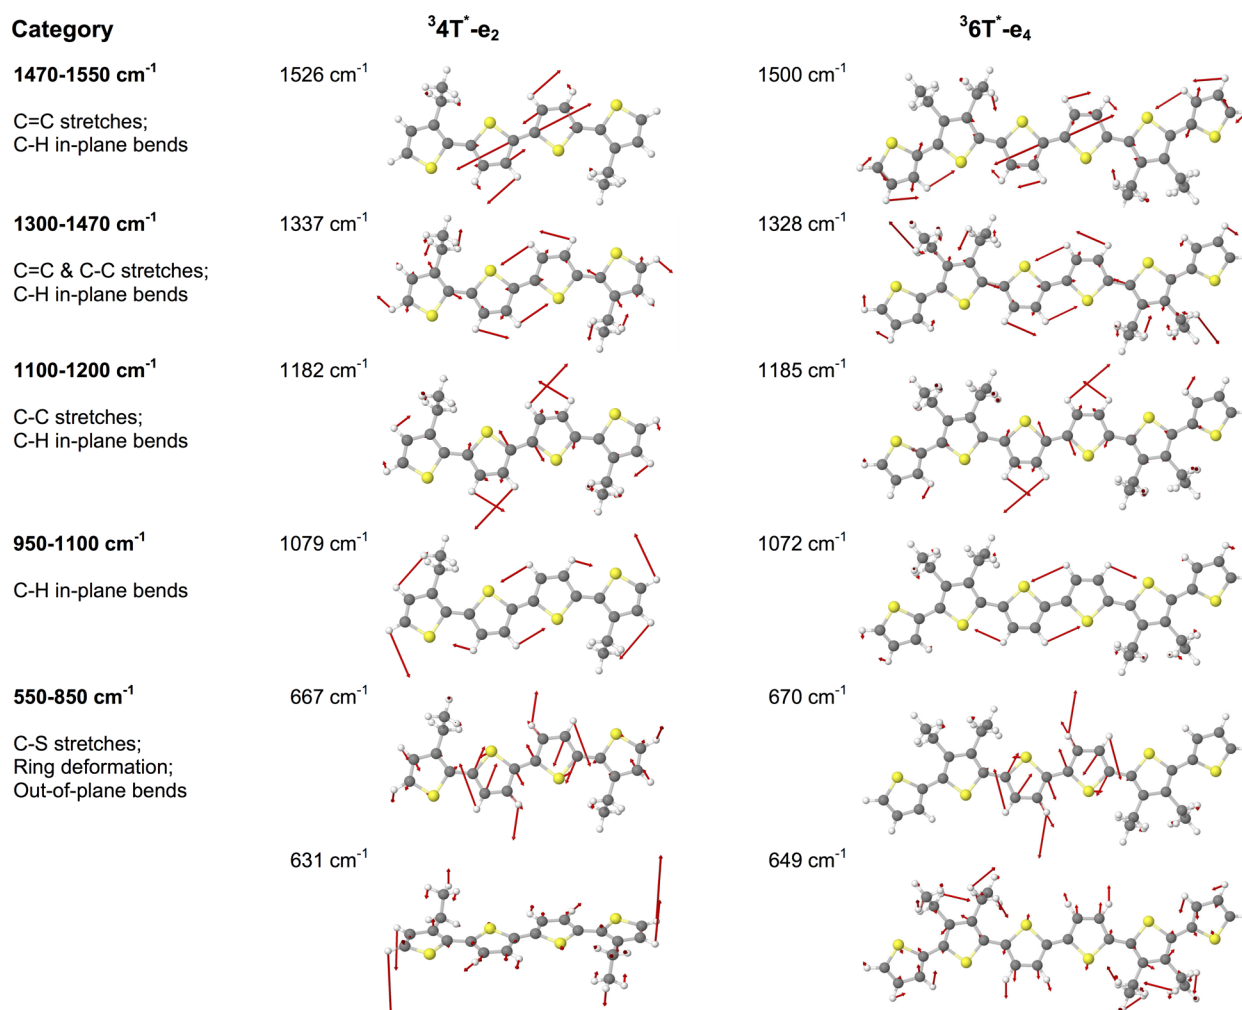 Category ³4T*-e₂ ³6T*-e₄
1470-1550 cm⁻¹ 1526 cm⁻¹ 1500 cm⁻¹
C=C stretches;
C-H in-plane bends
1300-1470 cm⁻¹ 1337 cm⁻¹ 1328 cm⁻¹
C=C & C-C stretches;
C-H in-plane bends
1100-1200 cm⁻¹ 1182 cm⁻¹ 1185 cm⁻¹
C-C stretches;
C-H in-plane bends
950-1100 cm⁻¹ 1079 cm⁻¹ 1072 cm⁻¹
C-H in-plane bends
550-850 cm⁻¹ 667 cm⁻¹ 670 cm⁻¹
C-S stretches;
Ring deformation;
Out-of-plane bends
631 cm⁻¹ 649 cm⁻¹